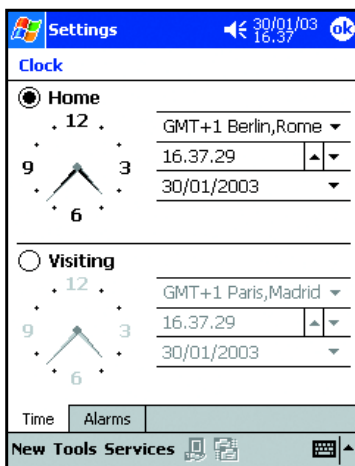 Settings 30/01/03
16.37 ok
Clock
Home
12
9 3
6
GMT+1 Berlin,Rome
16.37.29
30/01/2003
Visiting
12
9 3
6
GMT+1 Paris,Madrid
16.37.29
30/01/2003
Time Alarms
New Tools Services